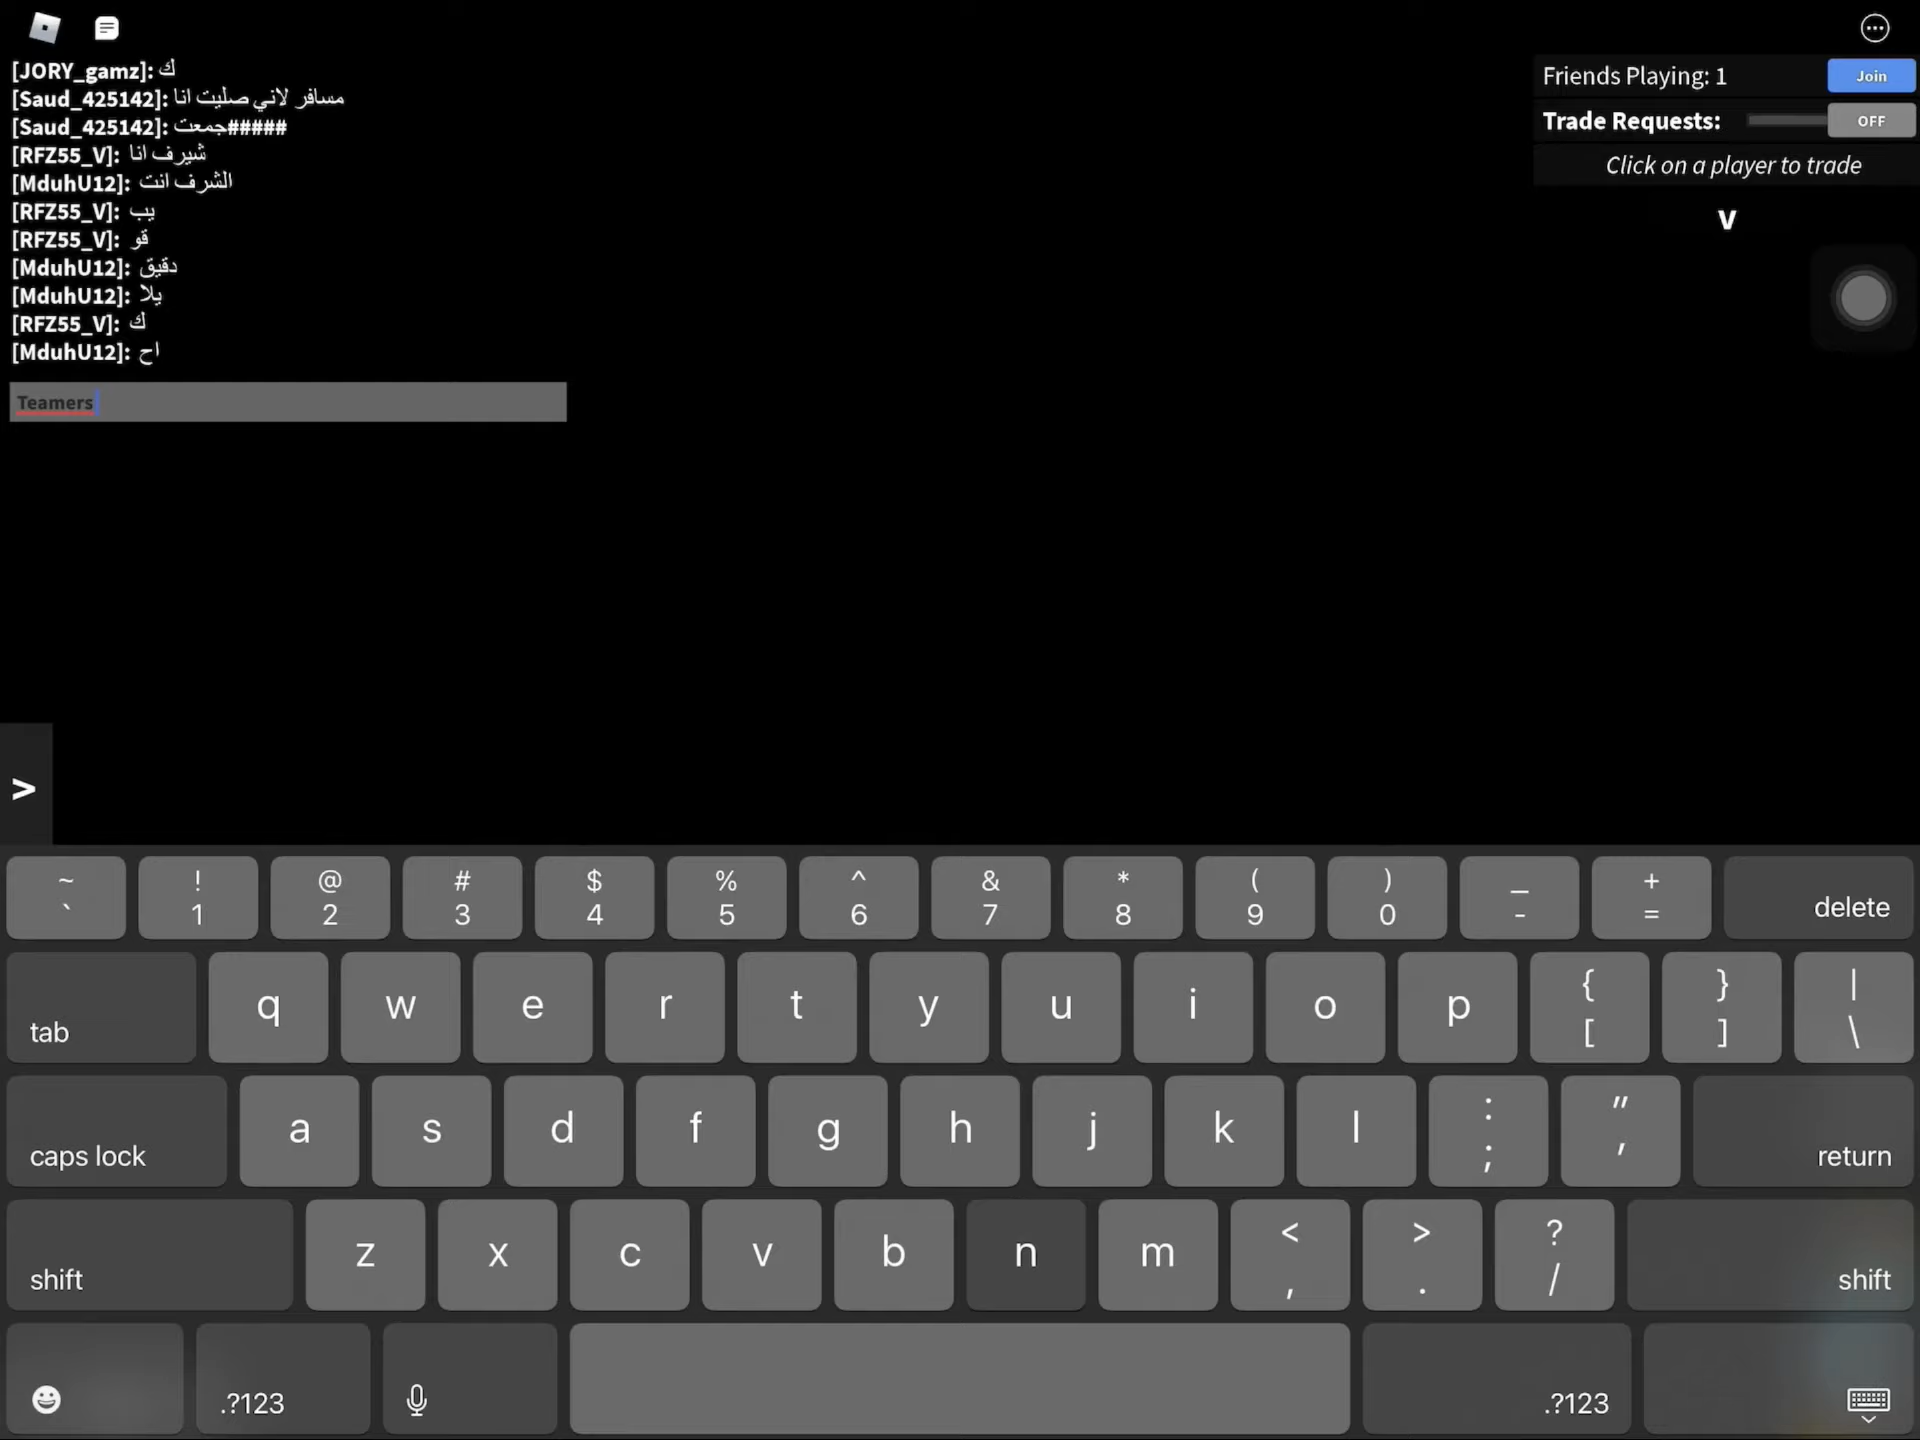 [JORY_gamz]: ك
[Saud_425142]: مسافر لاني صليت انا
[Saud_425142]: جمعت#####
[RFZ55_V]: شيرف انا
[MduhU12]: الشرف انت
[RFZ55_V]: يب
[RFZ55_V]: قو
[MduhU12]: دقيق
[MduhU12]: يلا
[RFZ55_V]: ك
[MduhU12]: اح
Teamers
Friends Playing: 1 Join
Trade Requests: OFF
Click on a player to trade
v
>
~ ! @ # $ % ^ & * ( ) _ +
` 1 2 3 4 5 6 7 8 9 0 - = delete
tab q w e r t y u i o p { [ } ] | \
caps lock a s d f g h j k l : ; " ' return
shift z x c v b n m < , > . ? / shift
.?123 .?123